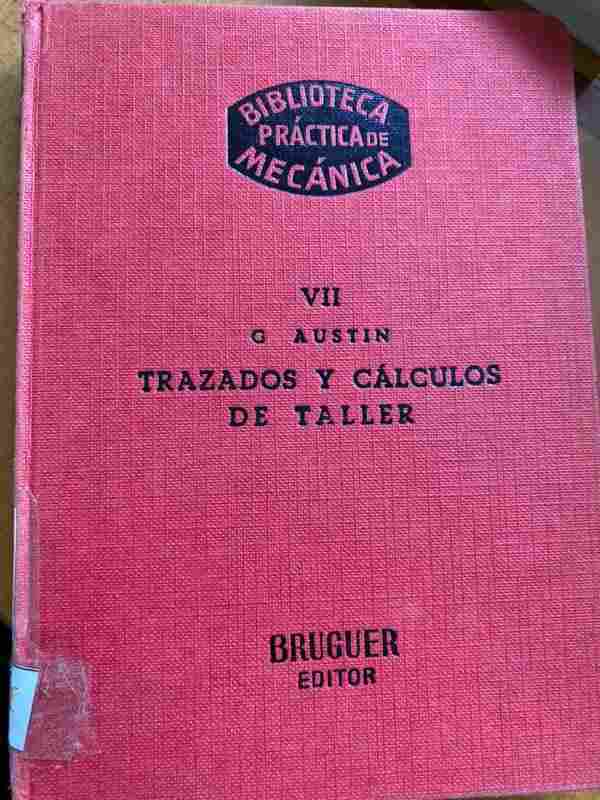 BIBLIOTECA
PRÁCTICA DE
MECÁNICA
VII
G AUSTIN
TRAZADOS Y CÁLCULOS
DE TALLER
BRUGUER
EDITOR